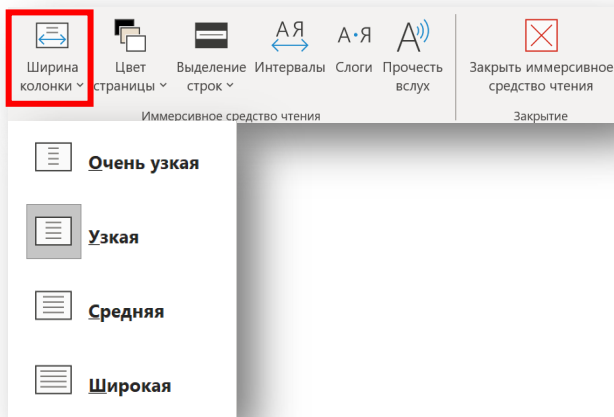 АЯ А·Я А
Ширина Цвет Выделение Интервалы Слоги Прочесть Закрыть иммерсивное
колонки страницы строк вслух средство чтения
Иммерсивное средство чтения Закрытие
Очень узкая
Узкая
Средняя
Широкая